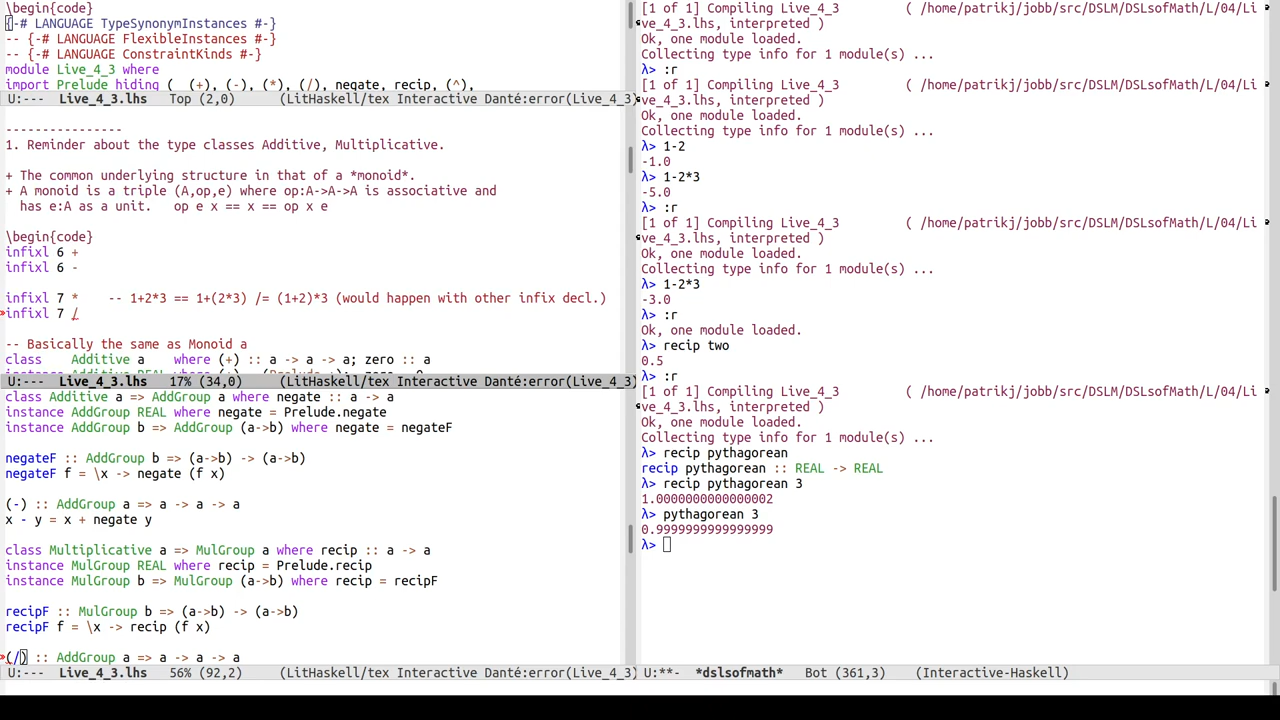 \begin{code}
{-# LANGUAGE TypeSynonymInstances #-}
-- {-# LANGUAGE FlexibleInstances #-}
-- {-# LANGUAGE ConstraintKinds #-}
module Live_4_3 where
import Prelude hiding (  (+), (-), (*), (/), negate, recip, (^),
U:---  Live_4_3.lhs   Top (2,0)      (LitHaskell/tex Interactive Danté:error(Live_4_3)
----------------
1. Reminder about the type classes Additive, Multiplicative.
+ The common underlying structure in that of a *monoid*.
+ A monoid is a triple (A,op,e) where op:A->A->A is associative and
  has e:A as a unit.   op e x == x == op x e
\begin{code}
infixl 6 +
infixl 6 -
infixl 7 *    -- 1+2*3 == 1+(2*3) /= (1+2)*3 (would happen with other infix decl.)
infixl 7 /
-- Basically the same as Monoid a
class    Additive a    where (+) :: a -> a -> a; zero :: a
U:---  Live_4_3.lhs   17% (34,0)     (LitHaskell/tex Interactive Danté:error(Live_4_3)
class Additive a => AddGroup a where negate :: a -> a
instance AddGroup REAL where negate = Prelude.negate
instance AddGroup b => AddGroup (a->b) where negate = negateF
negateF :: AddGroup b => (a->b) -> (a->b)
negateF f = \x -> negate (f x)
(-) :: AddGroup a => a -> a -> a
x - y = x + negate y
class Multiplicative a => MulGroup a where recip :: a -> a
instance MulGroup REAL where recip = Prelude.recip
instance MulGroup b => MulGroup (a->b) where recip = recipF
recipF :: MulGroup b => (a->b) -> (a->b)
recipF f = \x -> recip (f x)
(/) :: AddGroup a => a -> a -> a
U:---  Live_4_3.lhs   56% (92,2)     (LitHaskell/tex Interactive Danté:error(Live_4_3)
[1 of 1] Compiling Live_4_3         ( /home/patrikj/jobb/src/DSLM/DSLsofMath/L/04/Li
ve_4_3.lhs, interpreted )
Ok, one module loaded.
Collecting type info for 1 module(s) ...
λ> :r
[1 of 1] Compiling Live_4_3         ( /home/patrikj/jobb/src/DSLM/DSLsofMath/L/04/Li
ve_4_3.lhs, interpreted )
Ok, one module loaded.
Collecting type info for 1 module(s) ...
λ> 1-2
-1.0
λ> 1-2*3
-5.0
λ> :r
[1 of 1] Compiling Live_4_3         ( /home/patrikj/jobb/src/DSLM/DSLsofMath/L/04/Li
ve_4_3.lhs, interpreted )
Ok, one module loaded.
Collecting type info for 1 module(s) ...
λ> 1-2*3
-3.0
λ> :r
Ok, one module loaded.
λ> recip two
0.5
λ> :r
[1 of 1] Compiling Live_4_3         ( /home/patrikj/jobb/src/DSLM/DSLsofMath/L/04/Li
ve_4_3.lhs, interpreted )
Ok, one module loaded.
Collecting type info for 1 module(s) ...
λ> recip pythagorean
recip pythagorean :: REAL -> REAL
λ> recip pythagorean 3
1.0000000000000002
λ> pythagorean 3
0.9999999999999999
λ>
U:**-  *dslsofmath*   Bot (361,3)    (Interactive-Haskell)